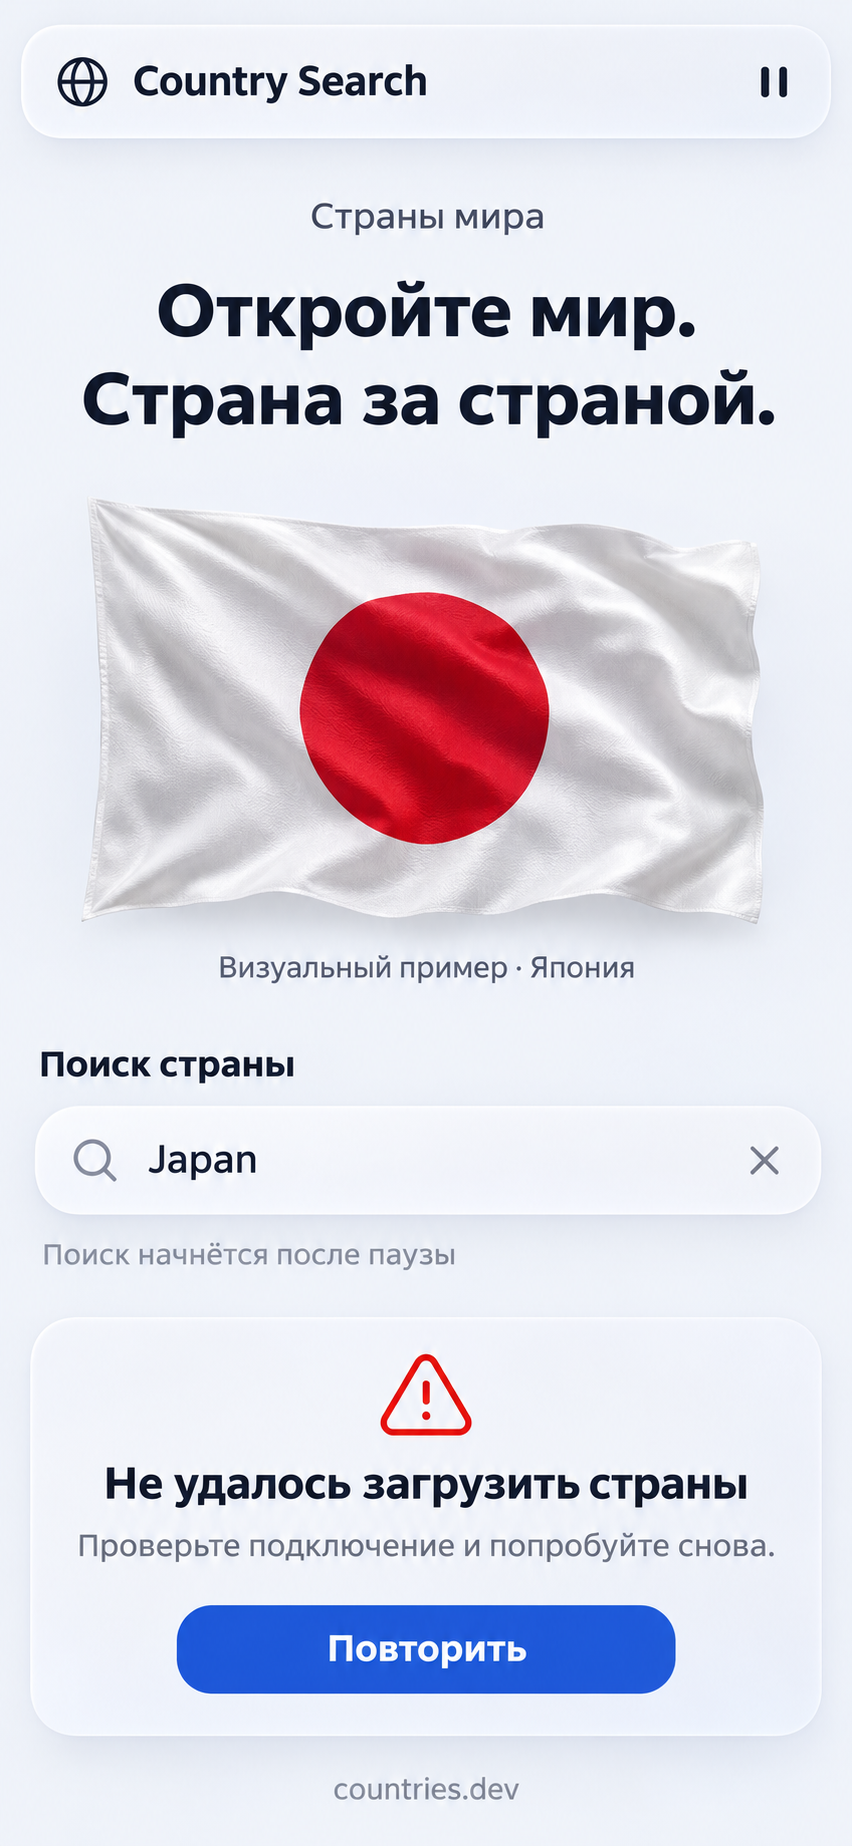 Country Search
Страны мира
Откройте мир.
Страна за страной.
Визуальный пример · Япония
Поиск страны
Japan
Поиск начнётся после паузы
Не удалось загрузить страны
Проверьте подключение и попробуйте снова.
Повторить
countries.dev